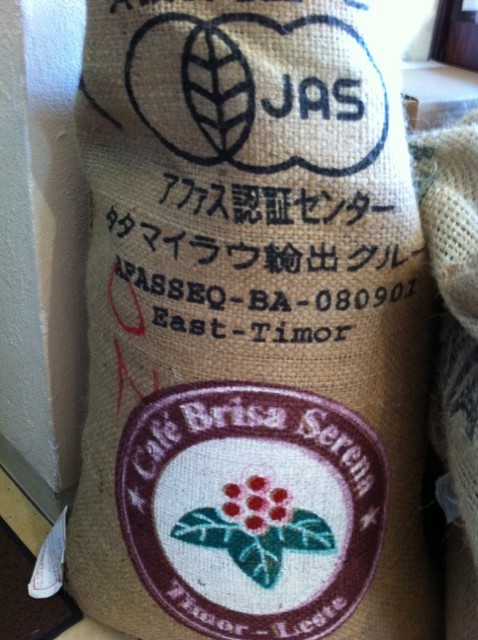 JAS
アファス認証センター
タタマイラウ輸出グルー
AFASSEQ-BA-080901
East-Timor
Café Brisa Serena
Timor-Leste